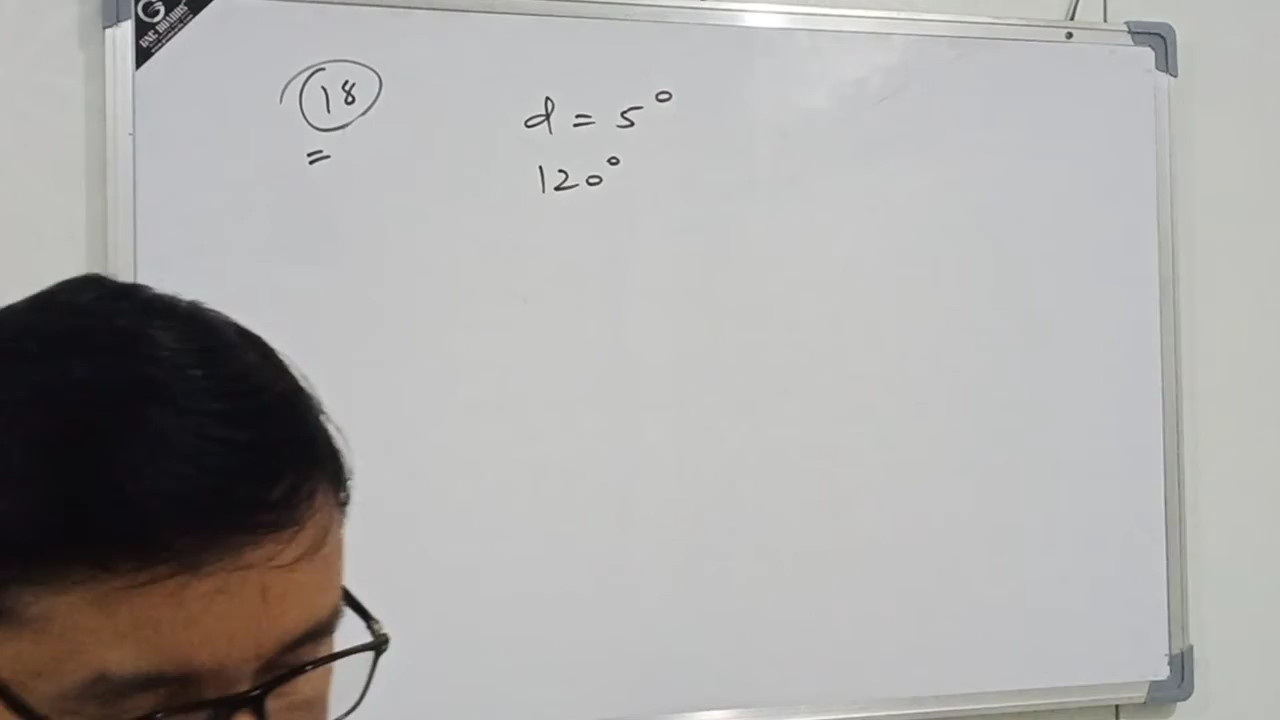 18
=
d = 5°
120°